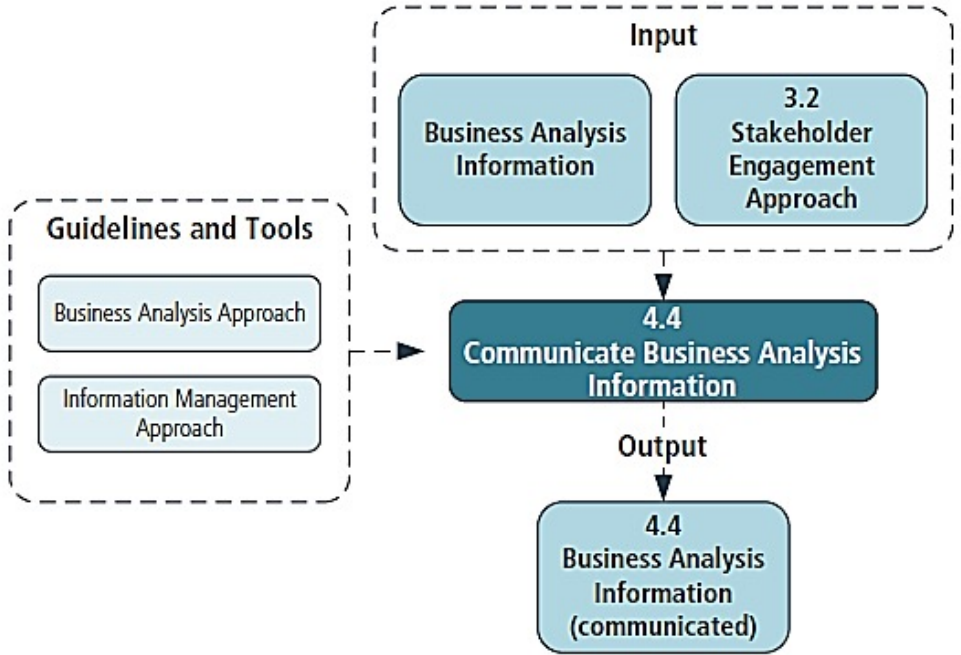 Input
Business Analysis
Information
3.2
Stakeholder
Engagement
Approach
Guidelines and Tools
Business Analysis Approach
Information Management
Approach
4.4
Communicate Business Analysis
Information
Output
4.4
Business Analysis
Information
(communicated)